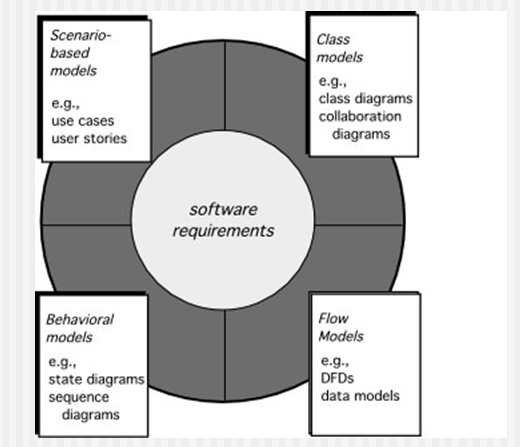 Scenario-
based
models
e.g.,
use cases
user stories
Class
models
e.g.,
class diagrams
collaboration
diagrams
software
requirements
Behavioral
models
e.g.,
state diagrams
sequence
diagrams
Flow
Models
e.g.,
DFDs
data models